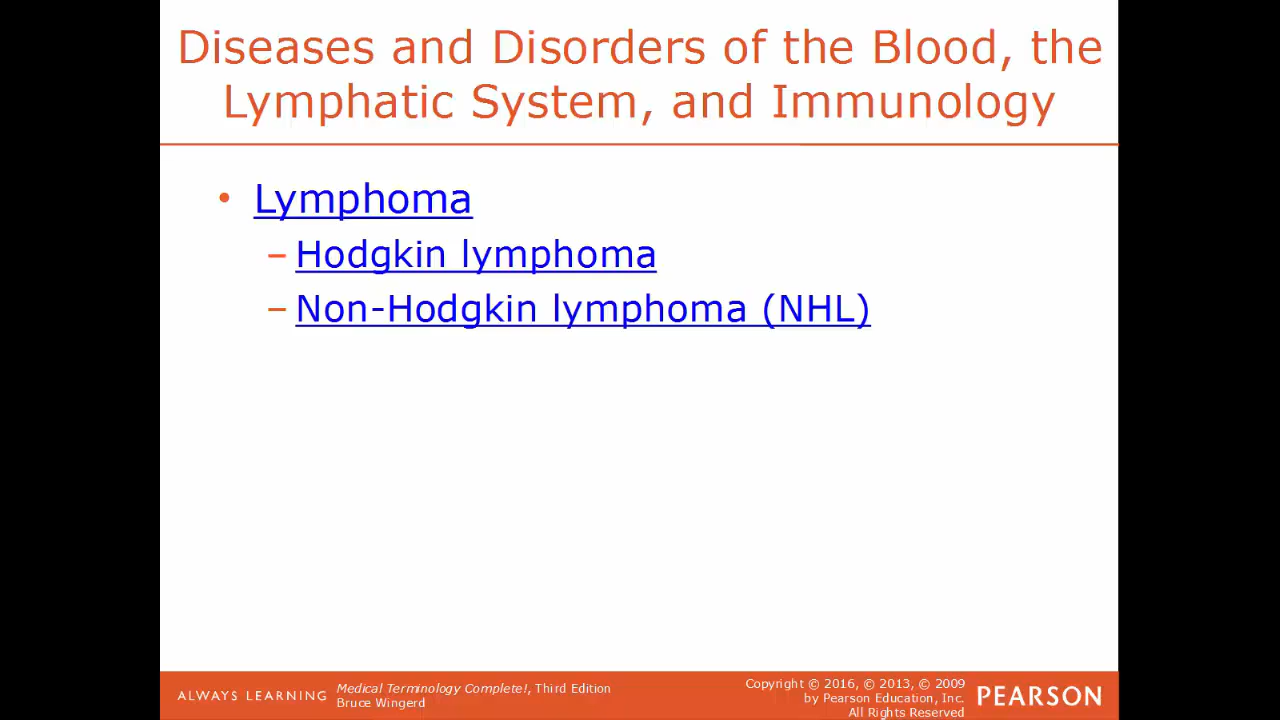 Diseases and Disorders of the Blood, the
Lymphatic System, and Immunology
• Lymphoma
– Hodgkin lymphoma
– Non-Hodgkin lymphoma (NHL)
ALWAYS LEARNING
Medical Terminology Complete!, Third Edition
Bruce Wingerd
Copyright © 2016, © 2013, © 2009
by Pearson Education, Inc.
All Rights Reserved
PEARSON